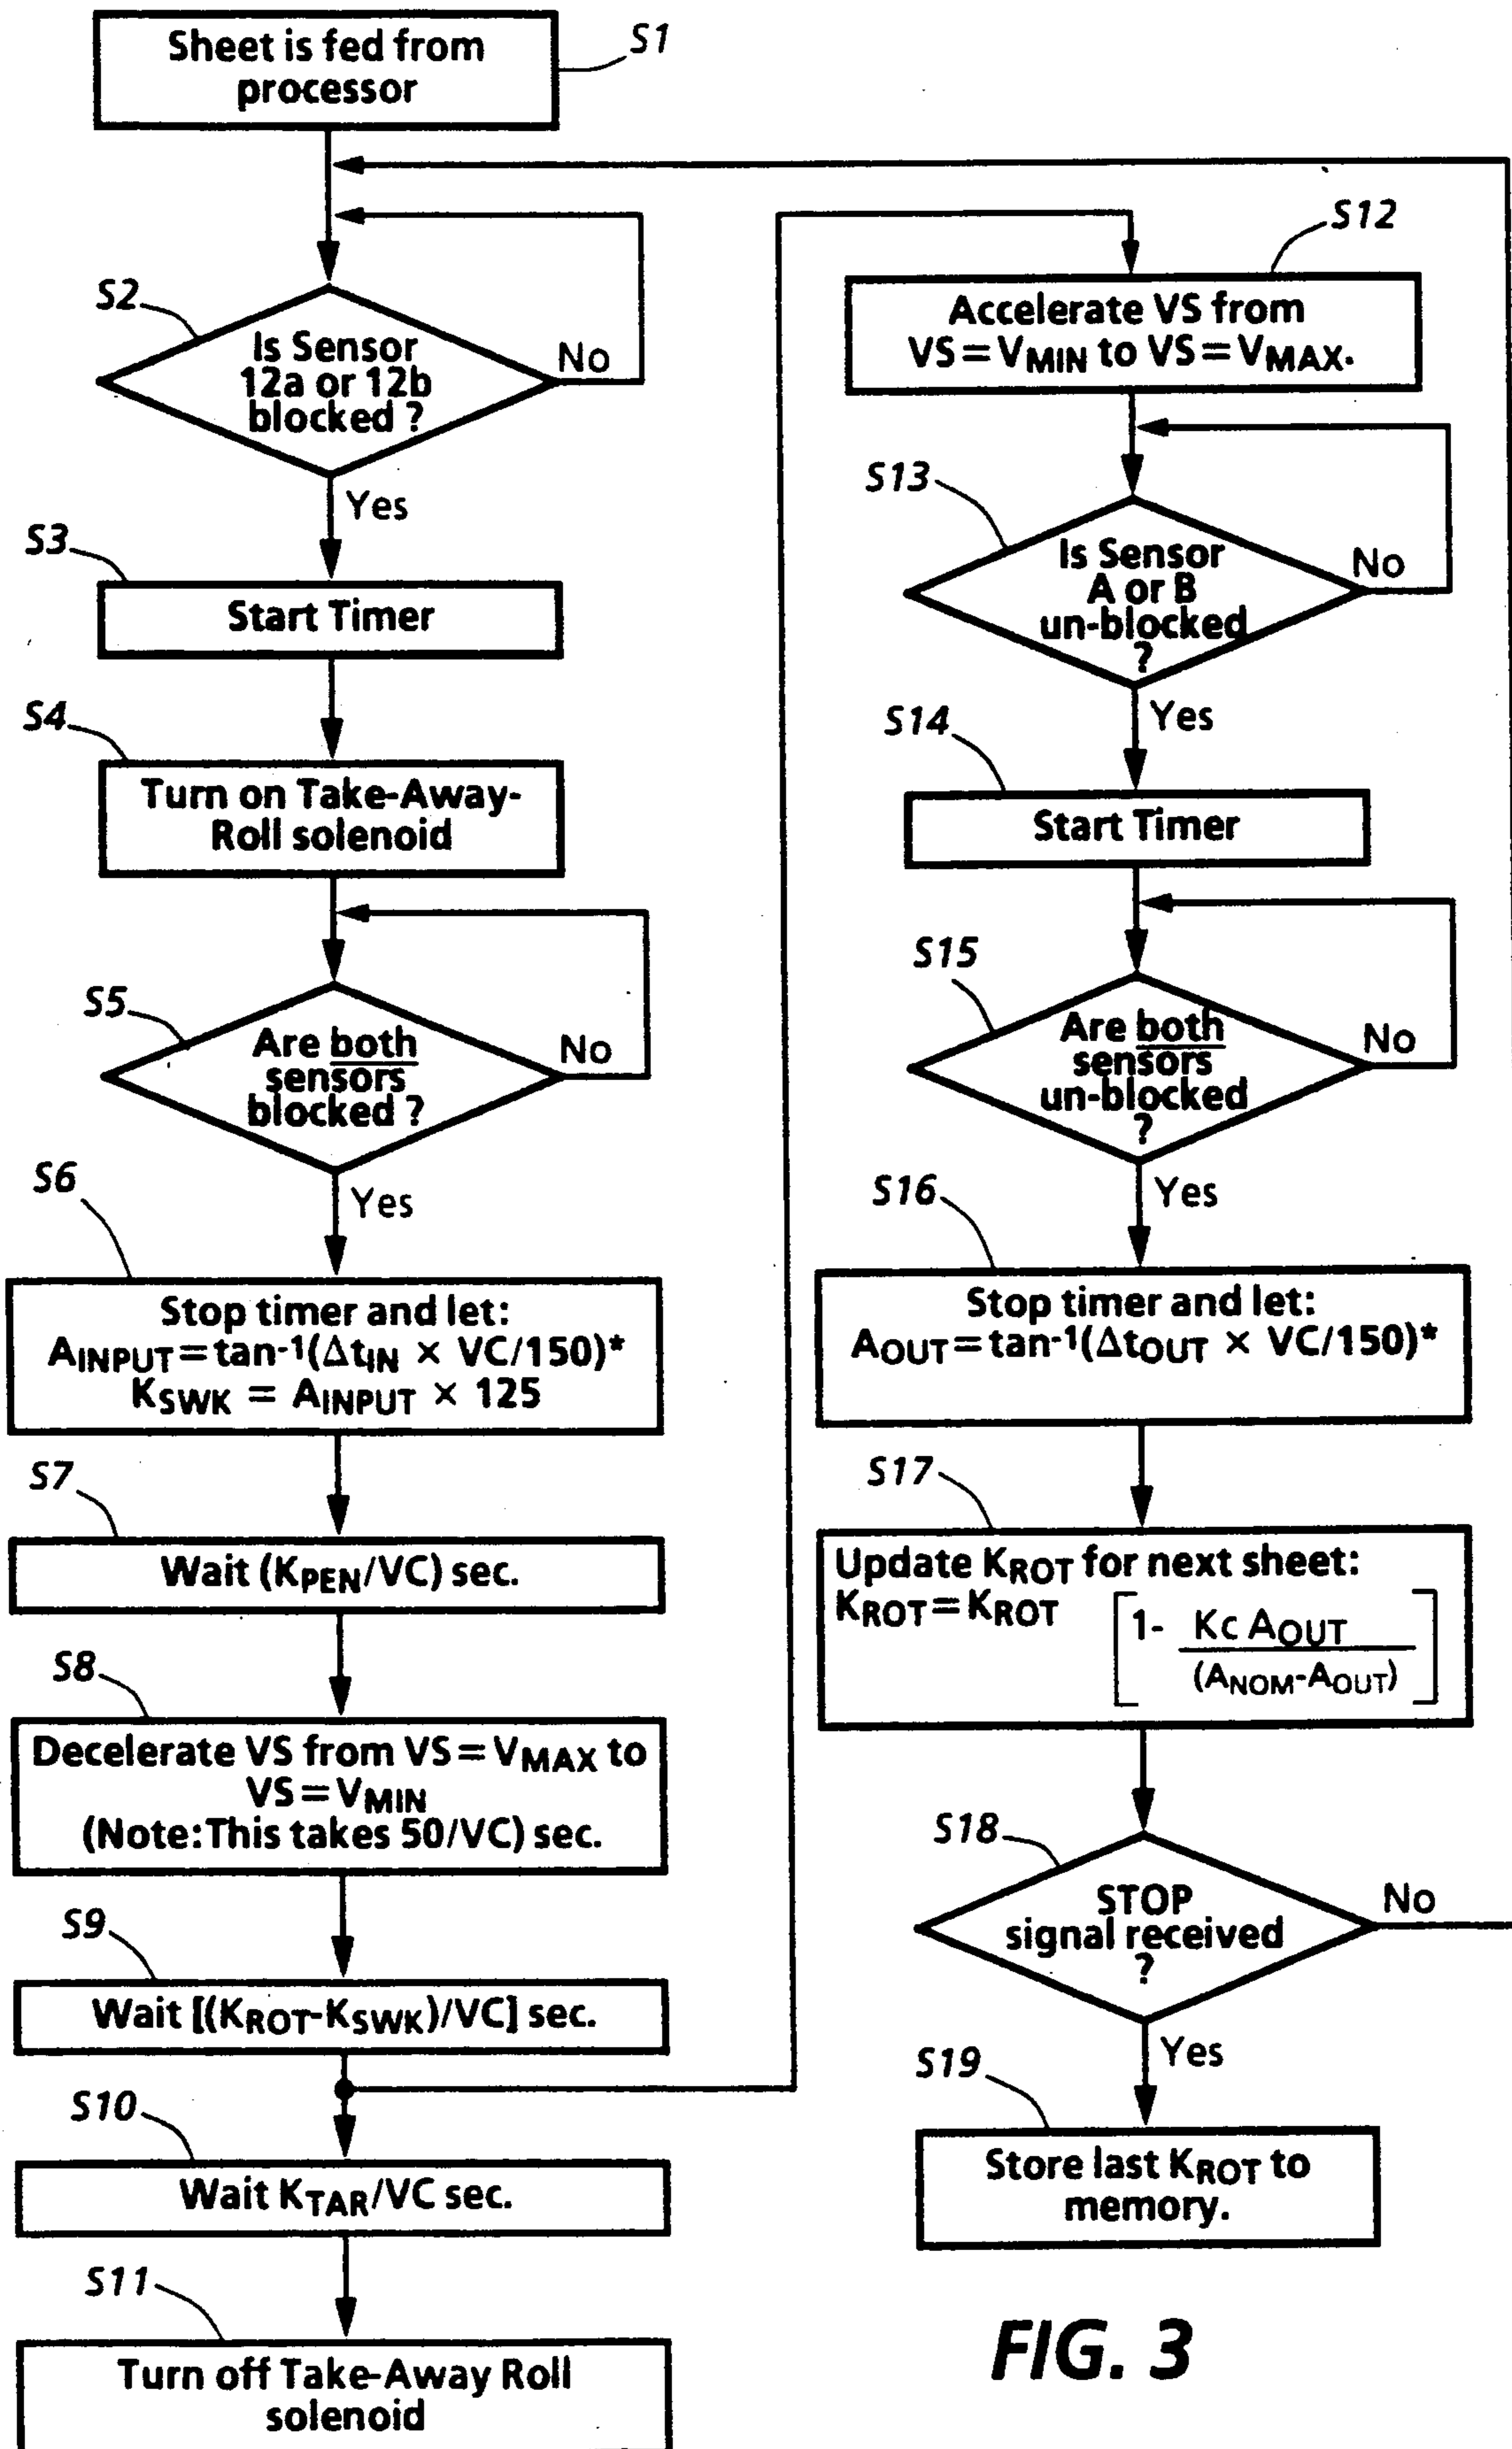 Sheet is fed from
processor
S1
S2
Is Sensor
12a or 12b
blocked ?
No
Yes
S3
Start Timer
S4
Turn on Take-Away-
Roll solenoid
S5
Are both
sensors
blocked ?
No
Yes
S6
Stop timer and let:
AINPUT=tan-1(ΔtIN × VC/150)*
KSWK = AINPUT × 125
S7
Wait (KPEN/VC) sec.
S8
Decelerate VS from VS=VMAX to
VS=VMIN
(Note:This takes 50/VC) sec.
S9
Wait [(KROT-KSWK)/VC] sec.
S10
Wait KTAR/VC sec.
S11
Turn off Take-Away Roll
solenoid
S12
Accelerate VS from
VS=VMIN to VS=VMAX.
S13
Is Sensor
A or B
un-blocked
?
No
Yes
S14
Start Timer
S15
Are both
sensors
un-blocked
?
No
Yes
S16
Stop timer and let:
AOUT=tan-1(ΔtOUT × VC/150)*
S17
Update KROT for next sheet:
KROT=KROT [1- KC AOUT
(ANOM-AOUT)]
S18
STOP
signal received
?
No
Yes
S19
Store last KROT to
memory.
FIG. 3